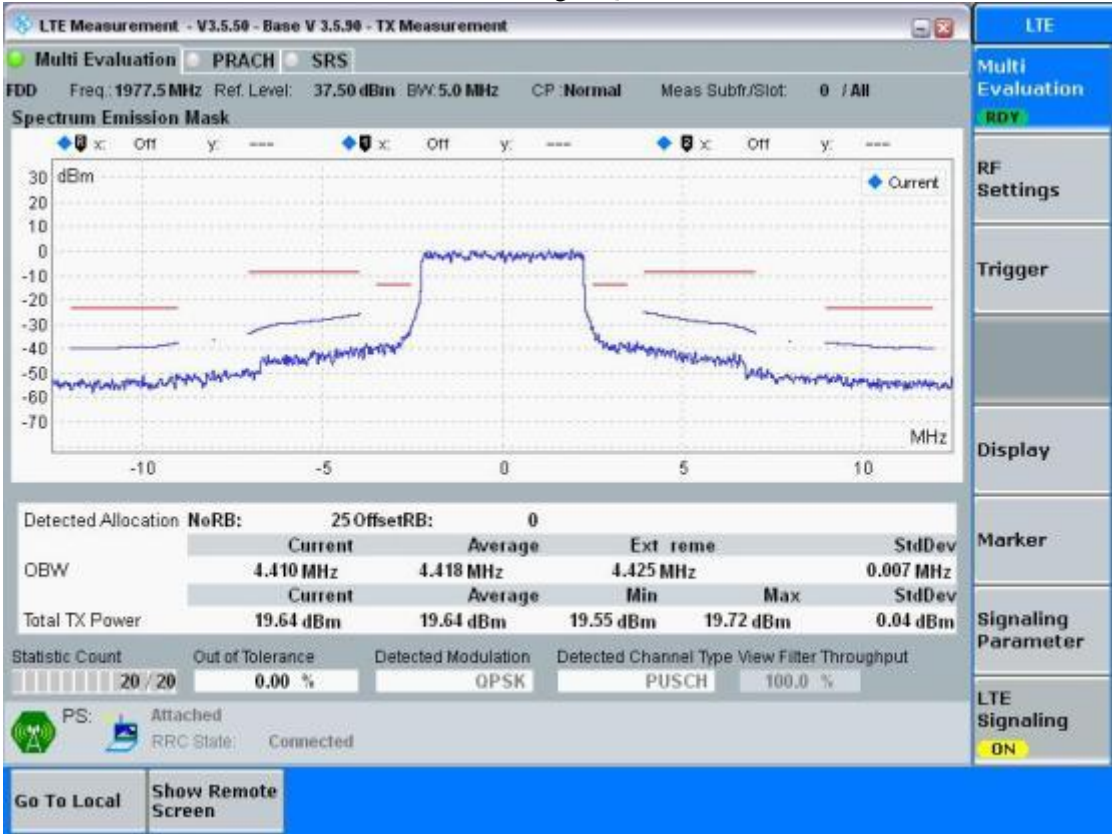 LTE Measurement - V3.5.50 - Base V 3.5.90 - TX Measurement
LTE
Multi Evaluation PRACH SRS
Multi Evaluation
RDY
FDD Freq.: 1977.5 MHz Ref. Level: 37.50 dBm BW: 5.0 MHz CP :Normal Meas Subfr./Slot: 0 / All
Spectrum Emission Mask
x: Off y: --- x: Off y: --- x: Off y: ---
dBm
Current
30
20
10
0
-10
-20
-30
-40
-50
-60
-70
MHz
-10 -5 0 5 10
RF Settings
Trigger
Display
Marker
Signaling Parameter
LTE Signaling
ON
Detected Allocation NoRB: 25 OffsetRB: 0
Current Average Ext reme StdDev
OBW 4.410 MHz 4.418 MHz 4.425 MHz 0.007 MHz
Current Average Min Max StdDev
Total TX Power 19.64 dBm 19.64 dBm 19.55 dBm 19.72 dBm 0.04 dBm
Statistic Count Out of Tolerance Detected Modulation Detected Channel Type View Filter Throughput
20 / 20 0.00 % QPSK PUSCH 100.0 %
PS: Attached
RRC State: Connected
Go To Local
Show Remote Screen